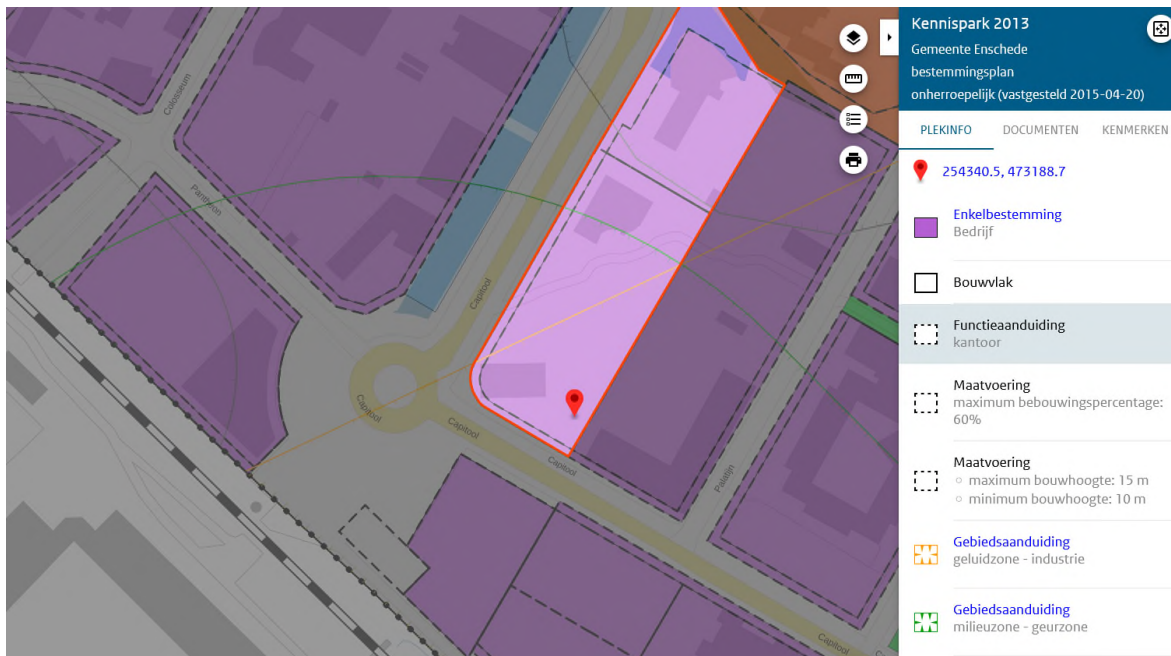 Kennispark 2013
Gemeente Enschede
bestemmingsplan
onherroepelijk (vastgesteld 2015-04-20)
PLEKINFO DOCUMENTEN KENMERKEN
254340.5, 473188.7
Enkelbestemming
Bedrijf
Bouwvlak
Functieaanduiding
kantoor
Maatvoering
maximum bebouwingspercentage:
60%
Maatvoering
maximum bouwhoogte: 15 m
minimum bouwhoogte: 10 m
Gebiedsaanduiding
geluidzone - industrie
Gebiedsaanduiding
milieuzone - geurzone
Colosseum
Pantheon
Capitool
Capitool
Capitool
Capitool
Palatijn
Capitool